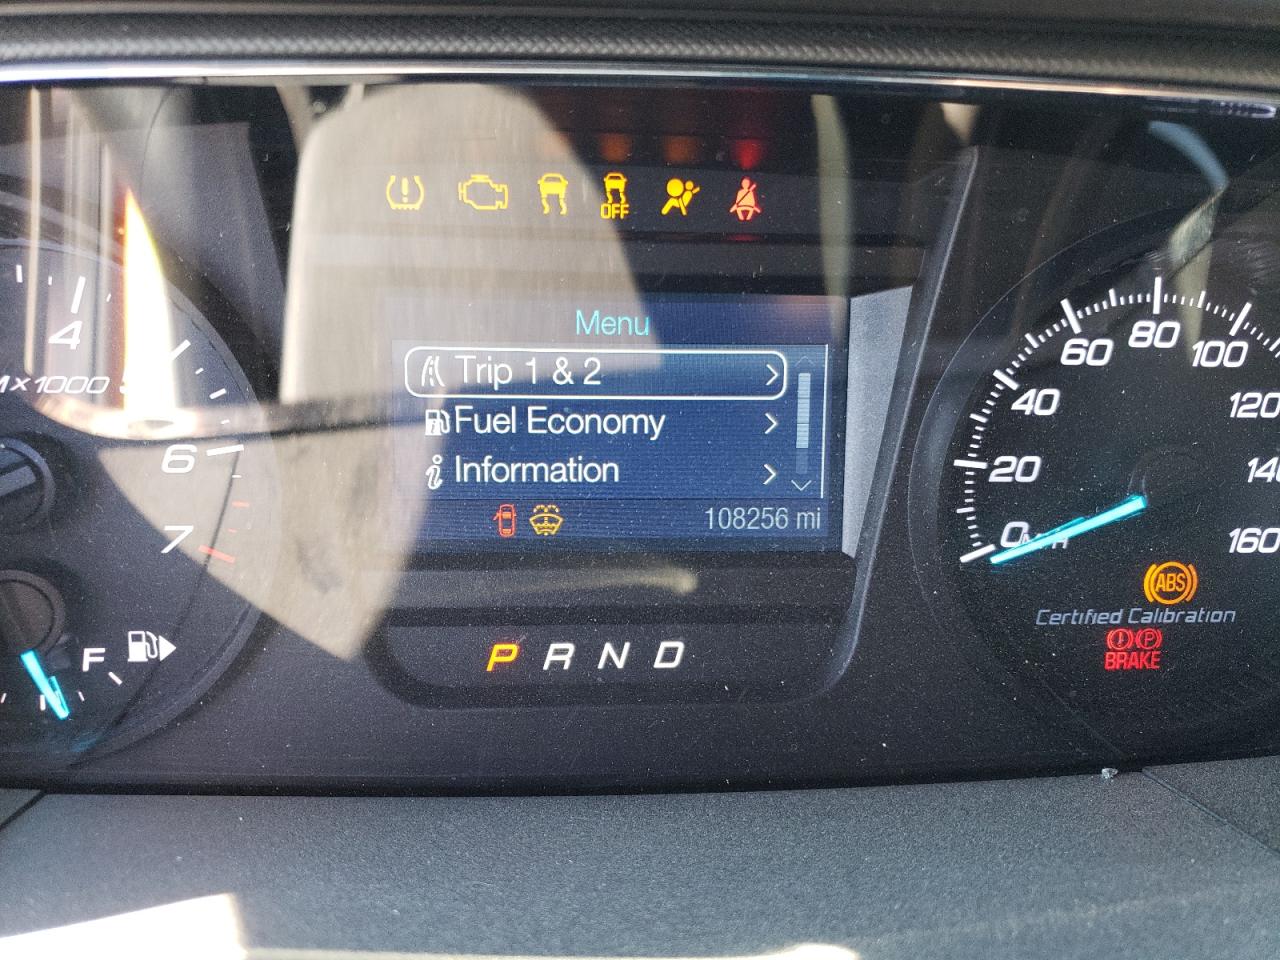 OFF
Menu
Trip 1 & 2
Fuel Economy
i Information
108256 mi
4
x1000
6
7
F
P R N D
0
20
40
60
80
100
120
160
ABS
Certified Calibration
P
BRAKE